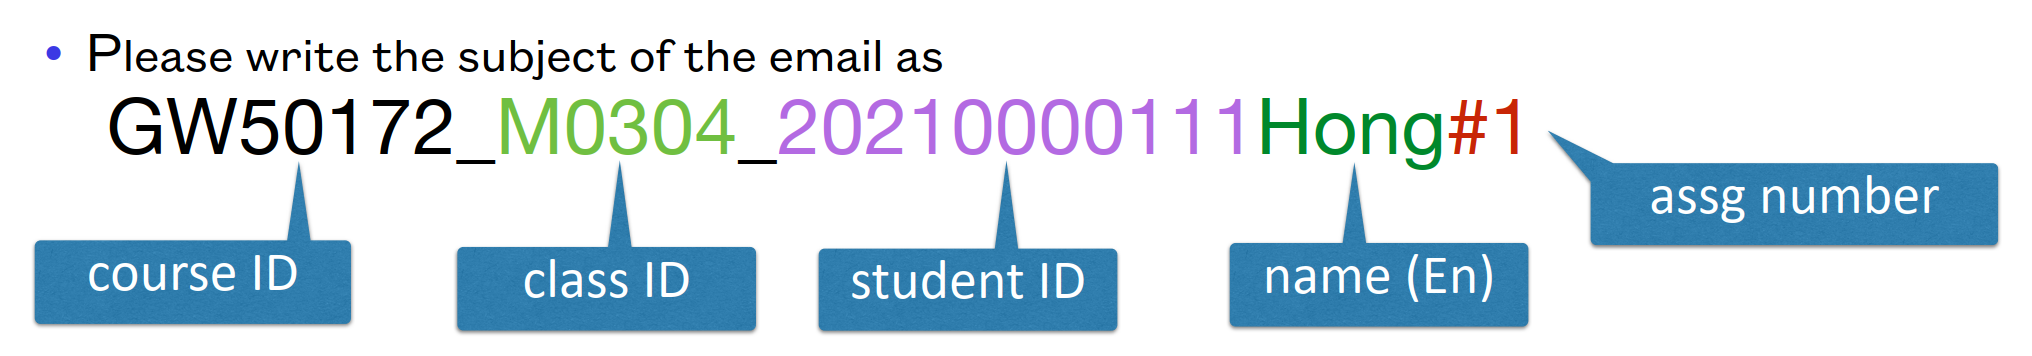 • Please write the subject of the email as
GW50172_M0304_20210000111Hong#1
assg number
course ID
class ID
student ID
name (En)